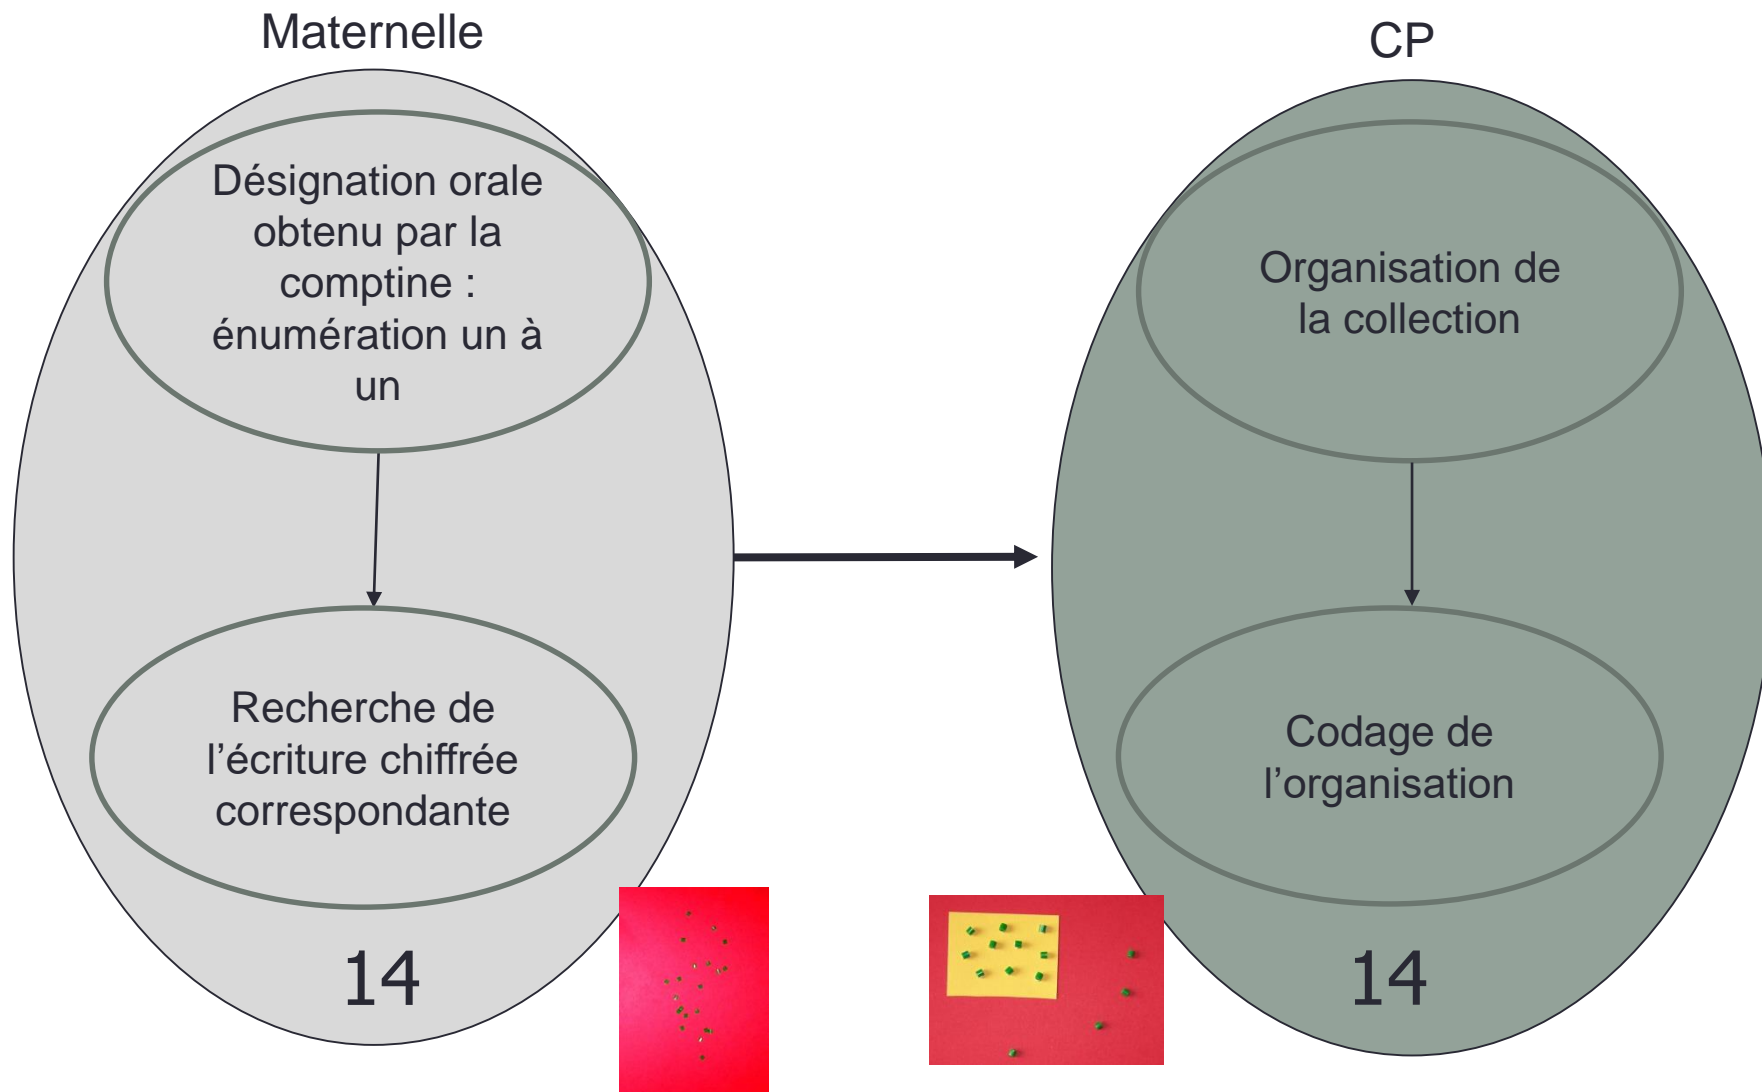 Maternelle
Désignation orale
obtenu par la
comptine :
énumération un à
un
Recherche de
l’écriture chiffrée
correspondante
14
CP
Organisation de
la collection
Codage de
l’organisation
14